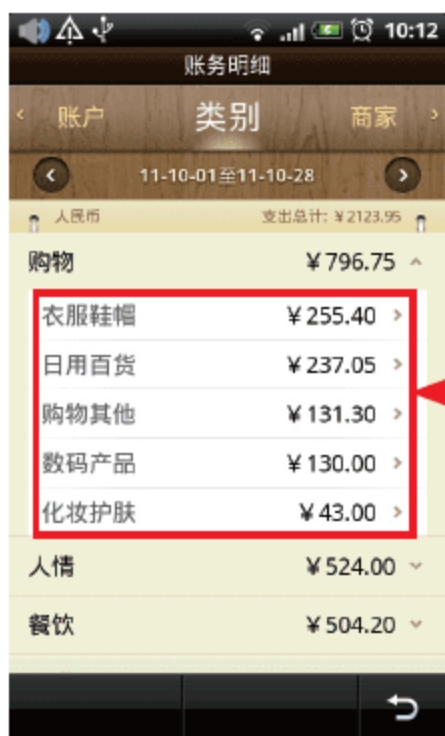 10:12
账务明细
‹ 账户 类别 商家 ›
11-10-01至11-10-28
人民币 支出总计: ¥2123.95
购物 ¥796.75
衣服鞋帽 ¥255.40
日用百货 ¥237.05
购物其他 ¥131.30
数码产品 ¥130.00
化妆护肤 ¥43.00
人情 ¥524.00
餐饮 ¥504.20